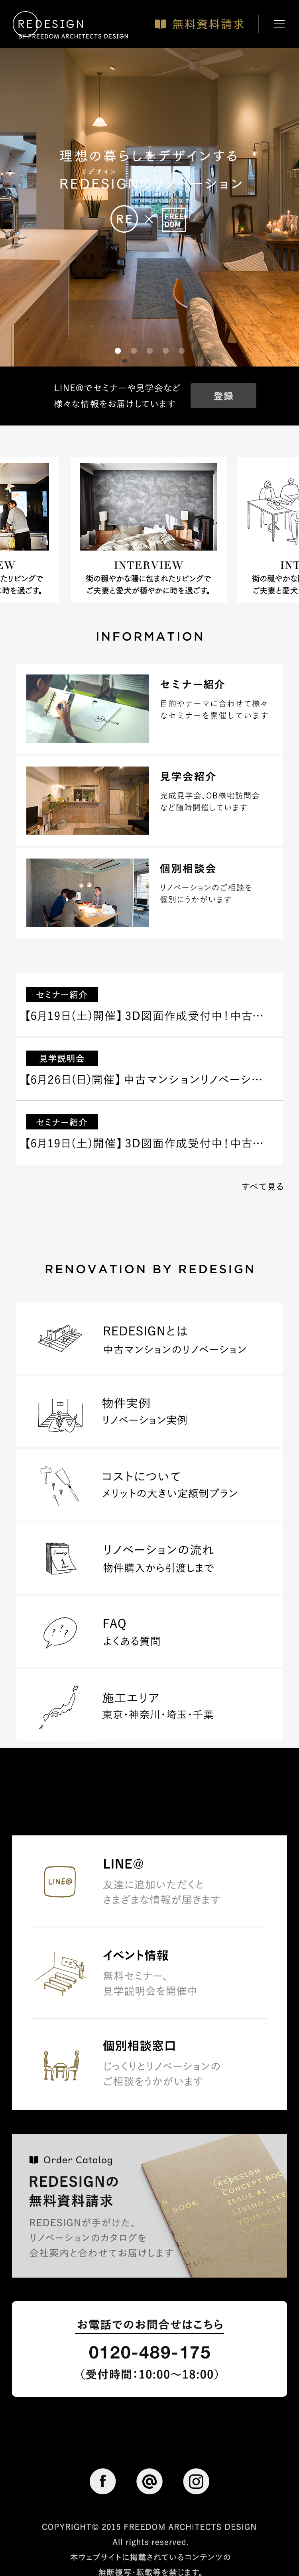 REDESIGN
BY FREEDOM ARCHITECTS DESIGN
無料資料請求
理想の暮らしをデザインする
リデザイン
REDESIGNのリノベーション
RE × FREEDOM
LINE@でセミナーや見学会など
様々な情報をお届けしています
登録
EW
INTERVIEW
INT
たリビングで
街の穏やかな陽に包まれたリビングで
街の穏やかな
に時を過ごす。
ご夫妻と愛犬が穏やかに時を過ごす。
ご夫妻と愛犬
INFORMATION
セミナー紹介
目的やテーマに合わせて様々
なセミナーを開催しています
見学会紹介
完成見学会、OB様宅訪問会
など随時開催しています
個別相談会
リノベーションのご相談を
個別にうかがいます
セミナー紹介
【6月19日(土)開催】3D図面作成受付中！中古…
見学説明会
【6月26日(日)開催】中古マンションリノベーシ…
セミナー紹介
【6月19日(土)開催】3D図面作成受付中！中古…
すべて見る
RENOVATION BY REDESIGN
REDESIGNとは
中古マンションのリノベーション
物件実例
リノベーション実例
コストについて
メリットの大きい定額制プラン
リノベーションの流れ
物件購入から引渡しまで
FAQ
よくある質問
施工エリア
東京・神奈川・埼玉・千葉
LINE@
LINE@
友達に追加いただくと
さまざまな情報が届きます
イベント情報
無料セミナー、
見学説明会を開催中
個別相談窓口
じっくりとリノベーションの
ご相談をうかがいます
Order Catalog
REDESIGNの
無料資料請求
REDESIGNが手がけた、
リノベーションのカタログを
会社案内と合わせてお届けします
REDESIGN
CONCEPT BOOK
ISSUE #1
LIVING LIKE
YOURSELF
お電話でのお問合せはこちら
0120-489-175
（受付時間：10:00〜18:00）
COPYRIGHT© 2015 FREEDOM ARCHITECTS DESIGN
All rights reserved.
本ウェブサイトに掲載されているコンテンツの
無断複写・転載等を禁じます。